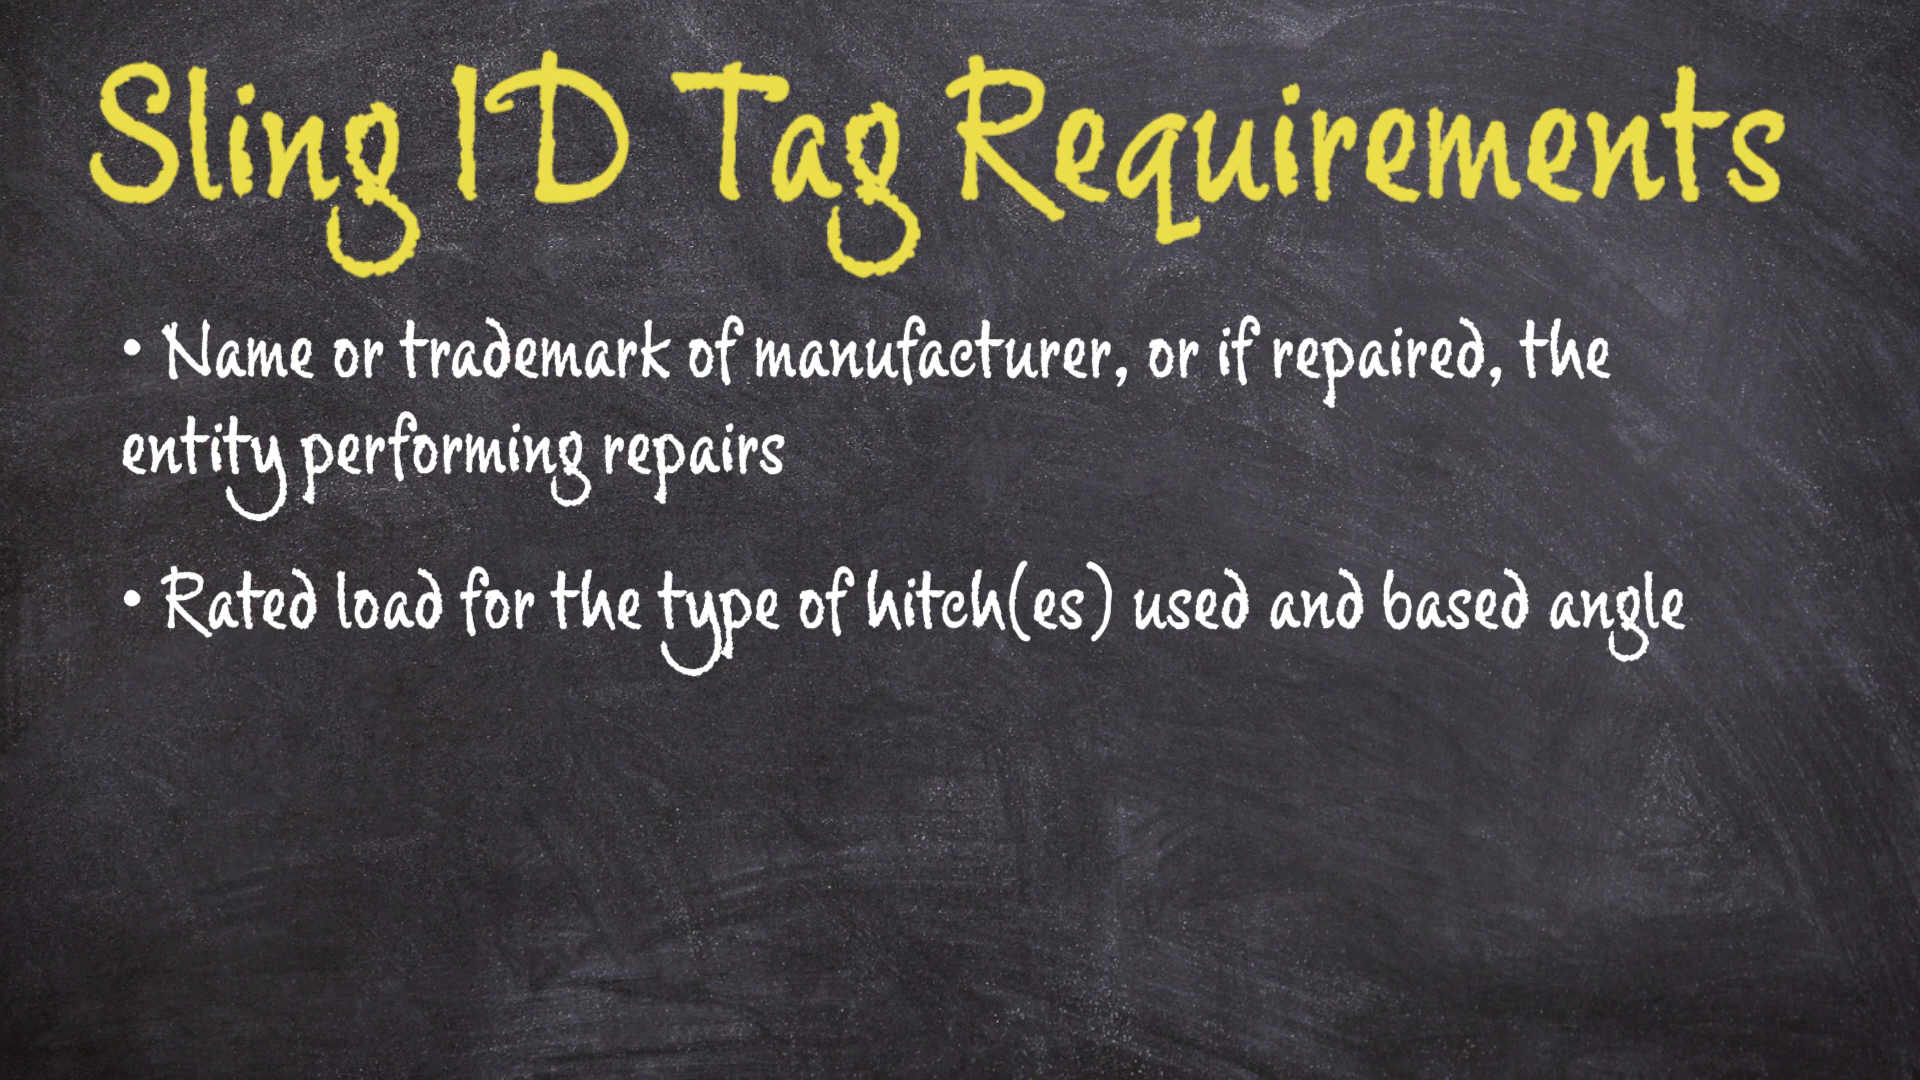 Sling ID Tag Requirements
• Name or trademark of manufacturer, or if repaired, the
entity performing repairs
• Rated load for the type of hitch(es) used and based angle